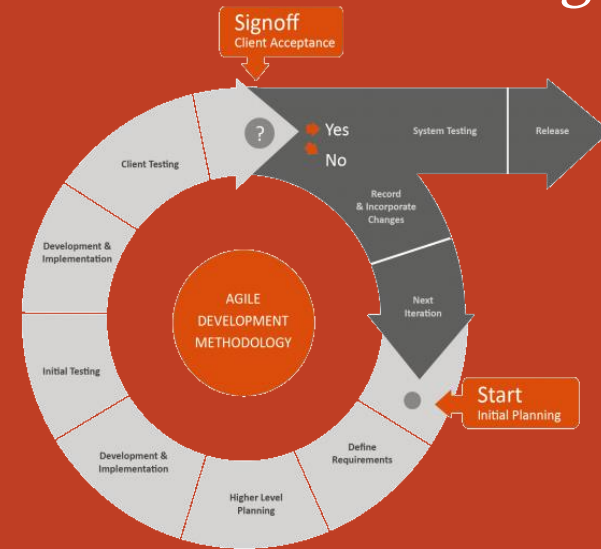 Signoff
Client Acceptance
?
Yes
No
System Testing
Release
Record
& Incorporate
Changes
Next
Iteration
Start
Initial Planning
Define
Requirements
Higher Level
Planning
Development &
Implementation
Initial Testing
Development &
Implementation
Client Testing
AGILE
DEVELOPMENT
METHODOLOGY